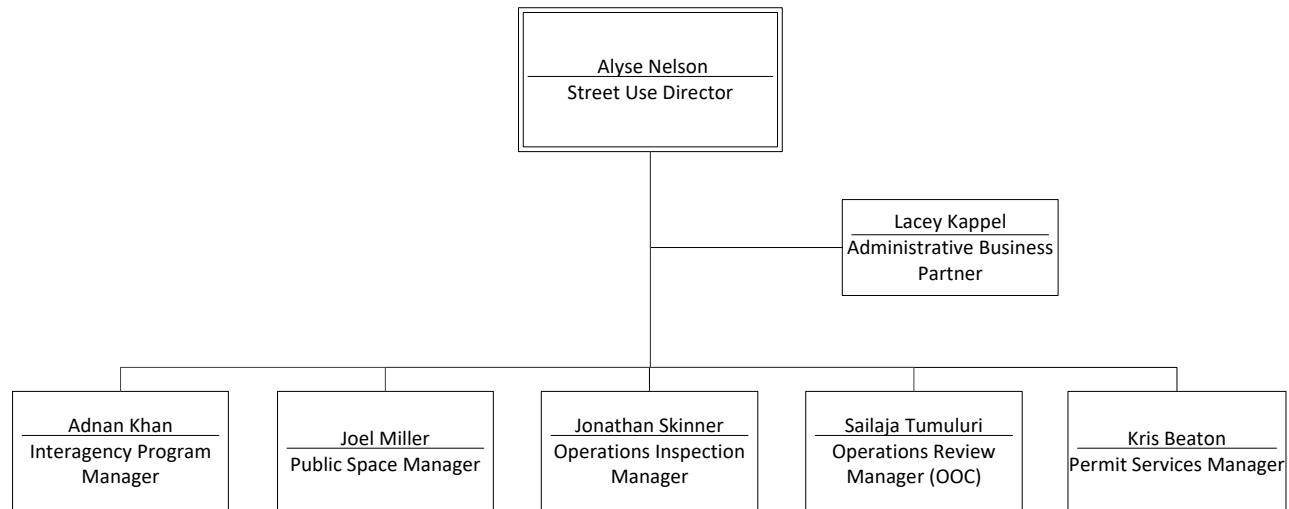 Alyse Nelson
Street Use Director
Lacey Kappel
Administrative Business
Partner
Adnan Khan
Interagency Program
Manager
Joel Miller
Public Space Manager
Jonathan Skinner
Operations Inspection
Manager
Sailaja Tumuluri
Operations Review
Manager (OOC)
Kris Beaton
Permit Services Manager